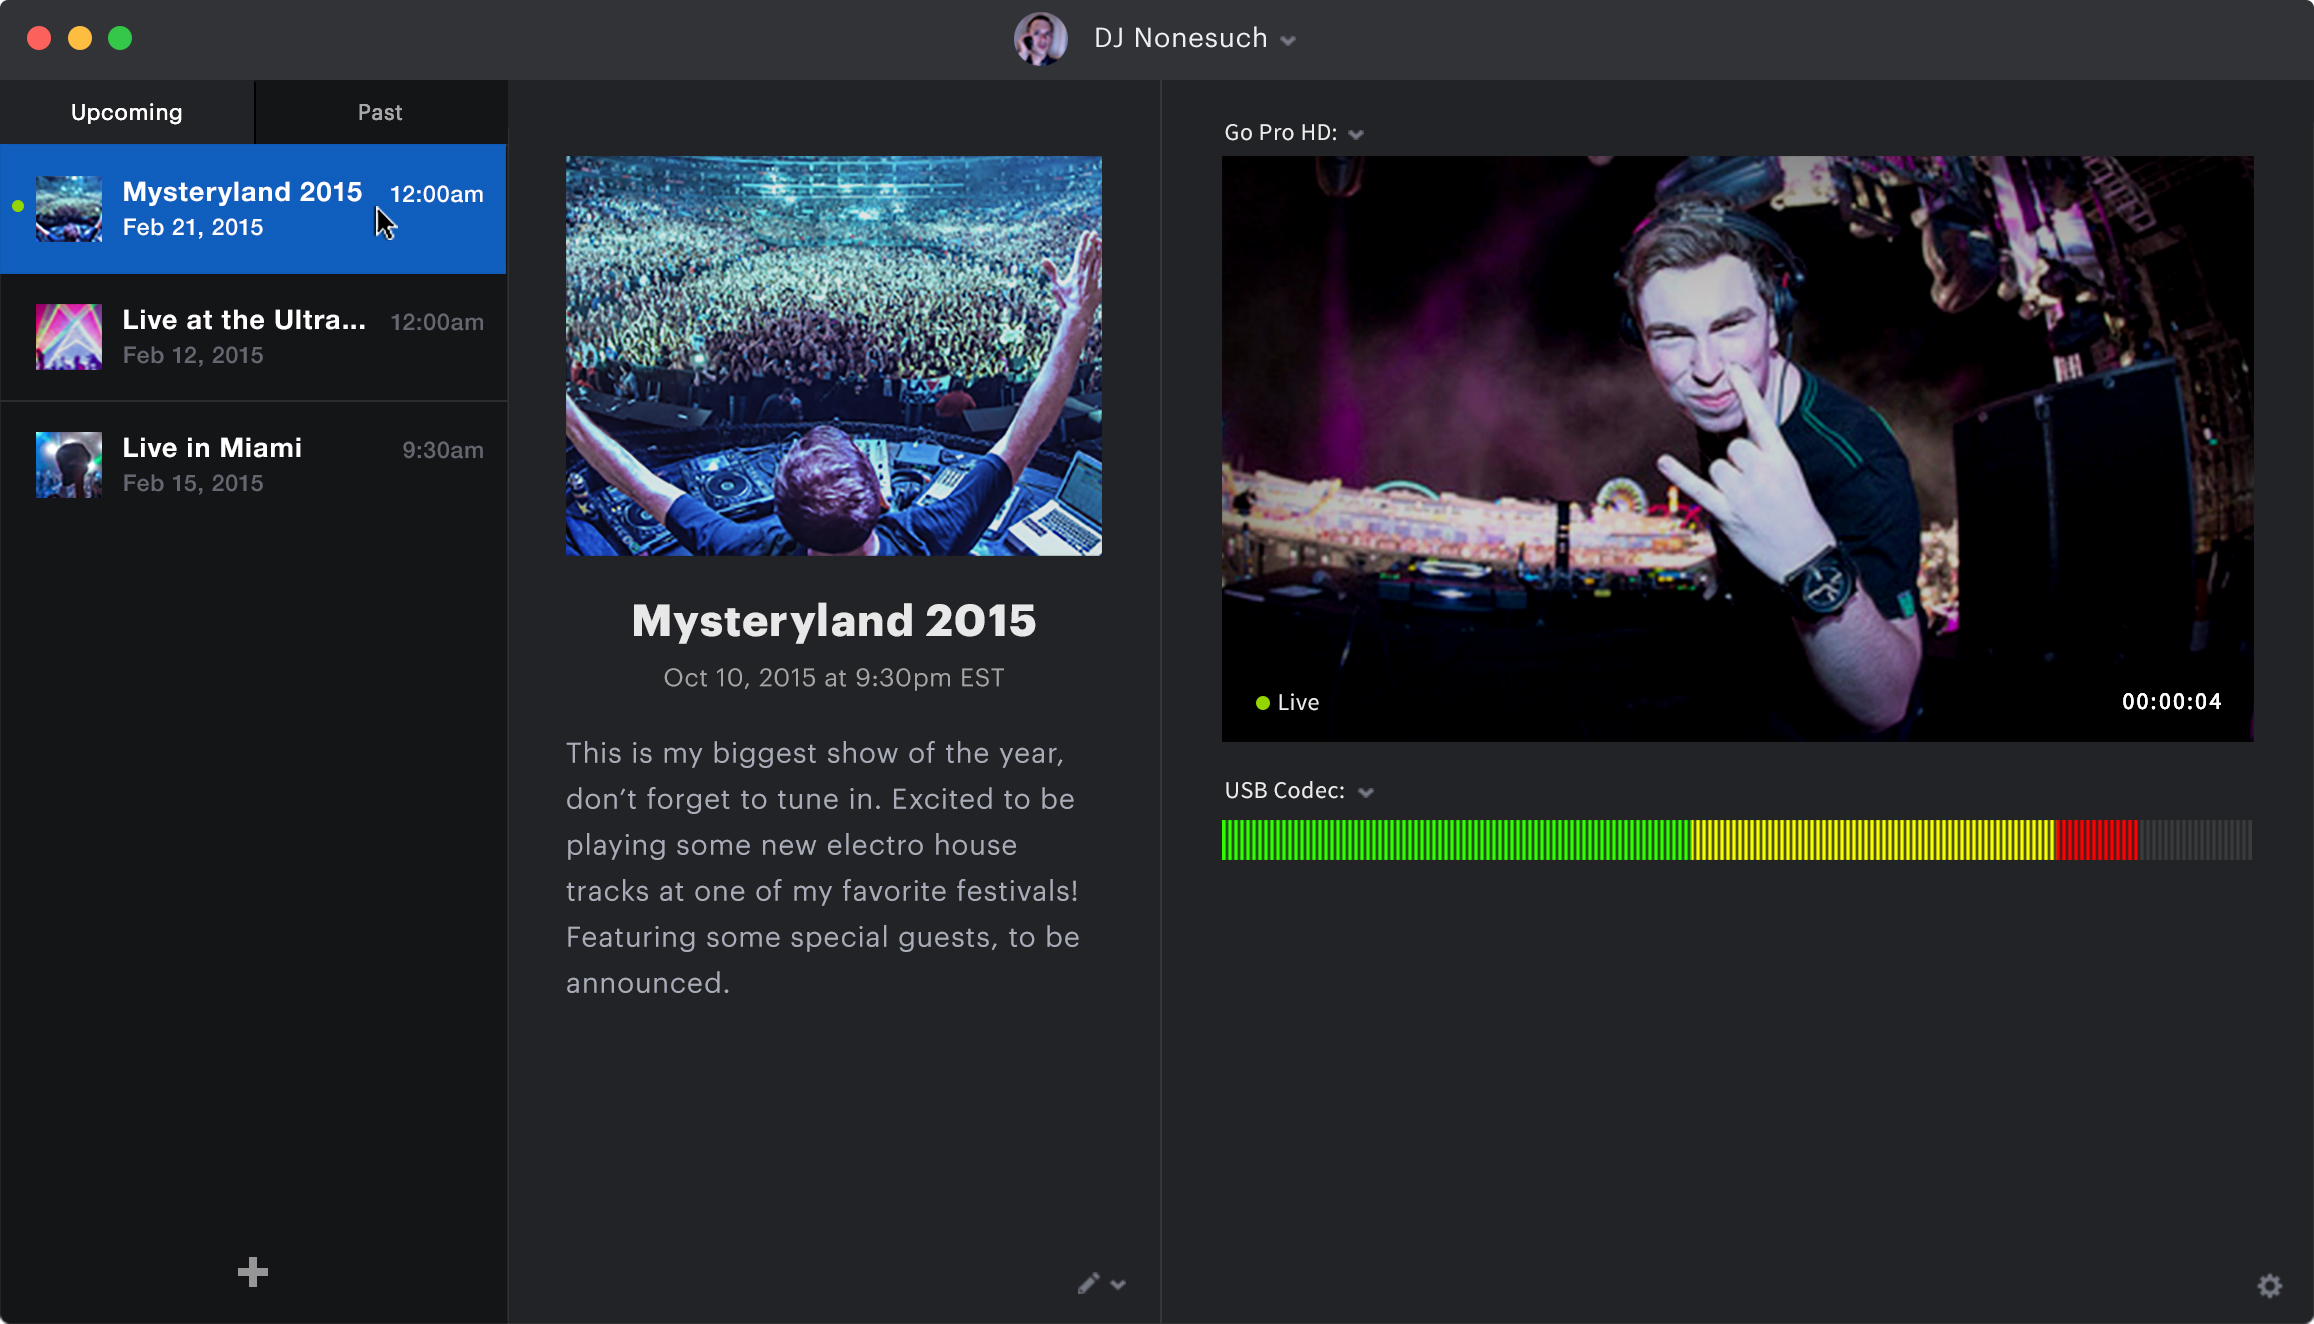 DJ Nonesuch
Upcoming
Past
Mysteryland 2015
12:00am
Feb 21, 2015
Live at the Ultra...
12:00am
Feb 12, 2015
Live in Miami
9:30am
Feb 15, 2015
Mysteryland 2015
Oct 10, 2015 at 9:30pm EST
This is my biggest show of the year,
don’t forget to tune in. Excited to be
playing some new electro house
tracks at one of my favorite festivals!
Featuring some special guests, to be
announced.
Go Pro HD:
Live
00:00:04
USB Codec: